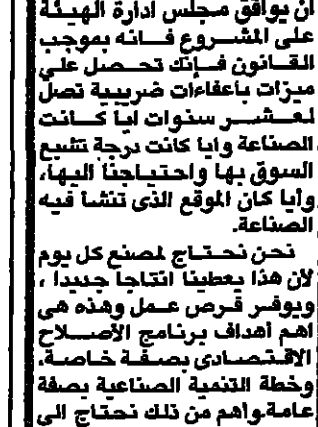 ان يوافق مجلس ادارة الهيئة
على المشروع فانه بموجب
القانون فإنك تحصل على
ميزات باعفاءات ضريبية تصل
لعشر سنوات ايا كانت
الصناعة وايا كانت درجة تشبع
السوق بها واحتياجنا اليها،
وأيا كان الموقع الذى تنشأ فيه
الصناعة.
نحن نحتاج لمصنع كل يوم
لأن هذا يعطينا انتاجا جديدا ،
ويوفر فرص عمل وهذه هى
اهم أهداف برنامج الأصلاح
الاقتصادى بصفة خاصة،
وخطة التنمية الصناعية بصفة
عامة.واهم من ذلك نحتاج الى